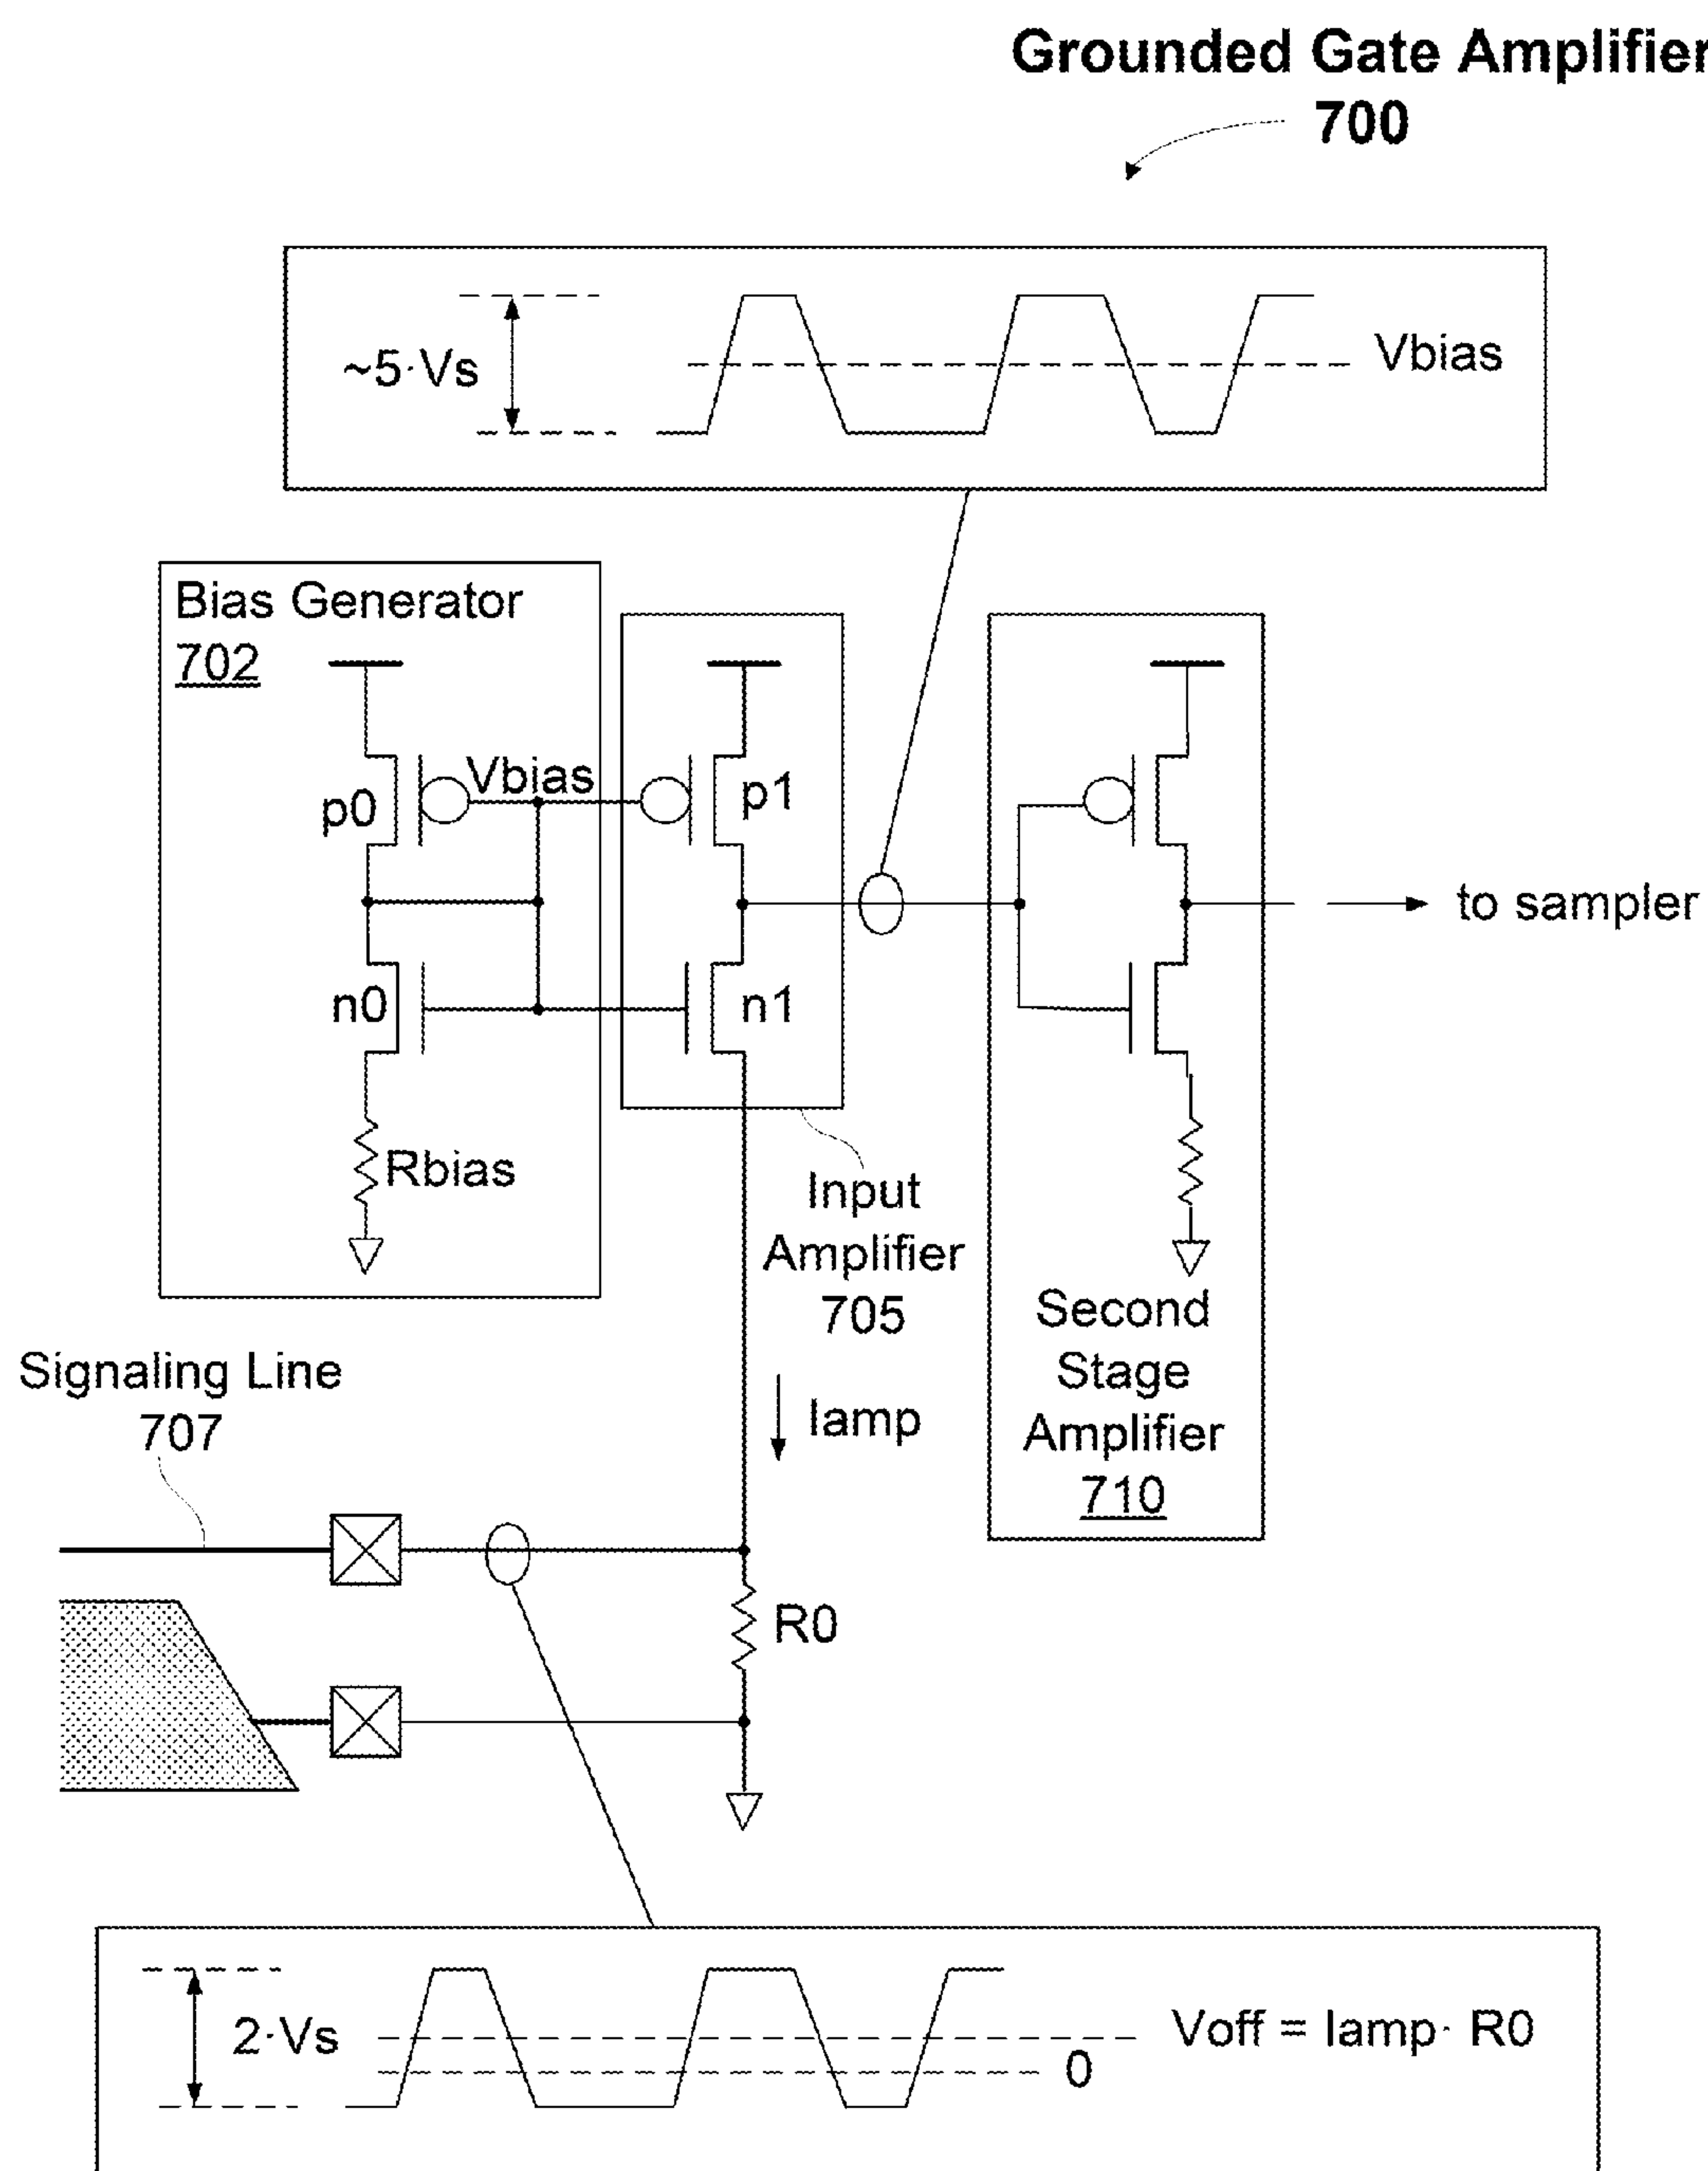 Grounded Gate Amplifier
700
~5·Vs
Vbias
Bias Generator
702
Vbias
p0
p1
n0
n1
Rbias
to sampler
Input
Amplifier
705
Second
Stage
Amplifier
710
Signaling Line
707
Iamp
R0
2·Vs
Voff = Iamp· R0
0